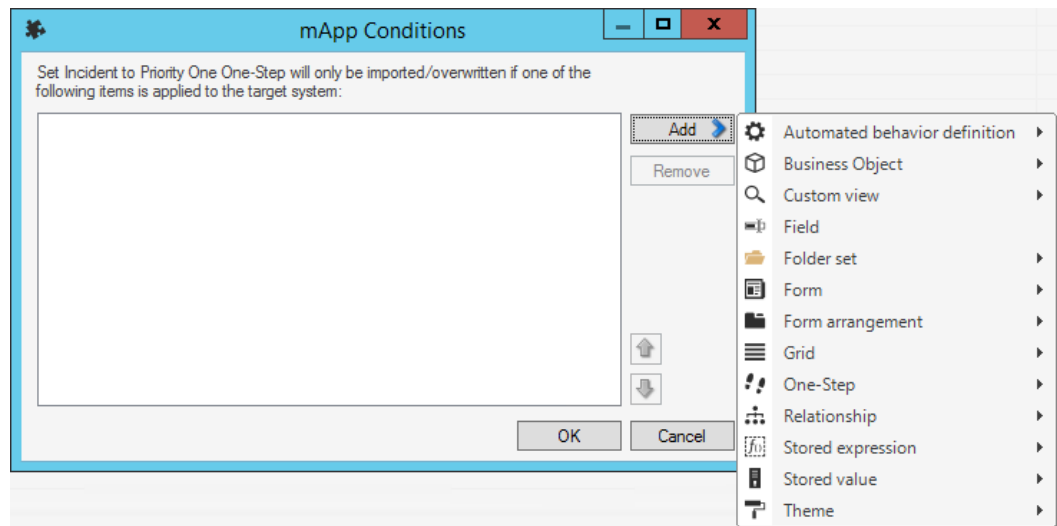 mApp Conditions
Set Incident to Priority One One-Step will only be imported/overwritten if one of the
following items is applied to the target system:
Add
Remove
OK
Cancel
Automated behavior definition
Business Object
Custom view
Field
Folder set
Form
Form arrangement
Grid
One-Step
Relationship
Stored expression
Stored value
Theme